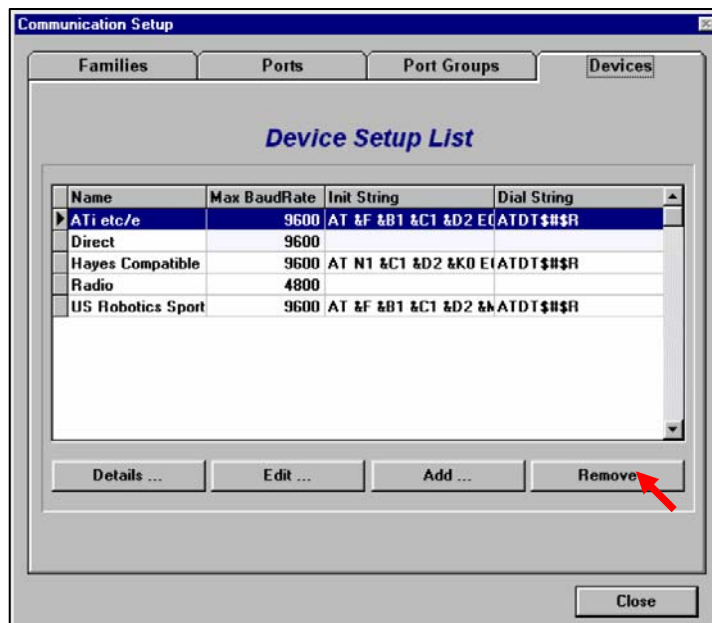 Communication Setup
Families Ports Port Groups Devices
Device Setup List
Name Max BaudRate Init String Dial String
ATi etc/e 9600 AT &F &B1 &C1 &D2 E( ATDT$#$R
Direct 9600
Hayes Compatible 9600 AT N1 &C1 &D2 &K0 E( ATDT$#$R
Radio 4800
US Robotics Sport 9600 AT &F &B1 &C1 &D2 ATDT$#$R
Details ... Edit ... Add ... Remove
Close